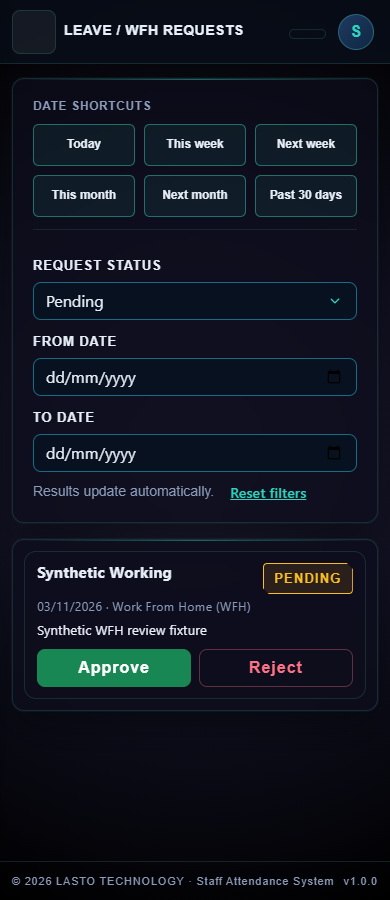 LEAVE / WFH REQUESTS
S
DATE SHORTCUTS
Today
This week
Next week
This month
Next month
Past 30 days
REQUEST STATUS
Pending
FROM DATE
dd/mm/yyyy
TO DATE
dd/mm/yyyy
Results update automatically. Reset filters
Synthetic Working
PENDING
03/11/2026 · Work From Home (WFH)
Synthetic WFH review fixture
Approve
Reject
© 2026 LASTO TECHNOLOGY · Staff Attendance System v1.0.0